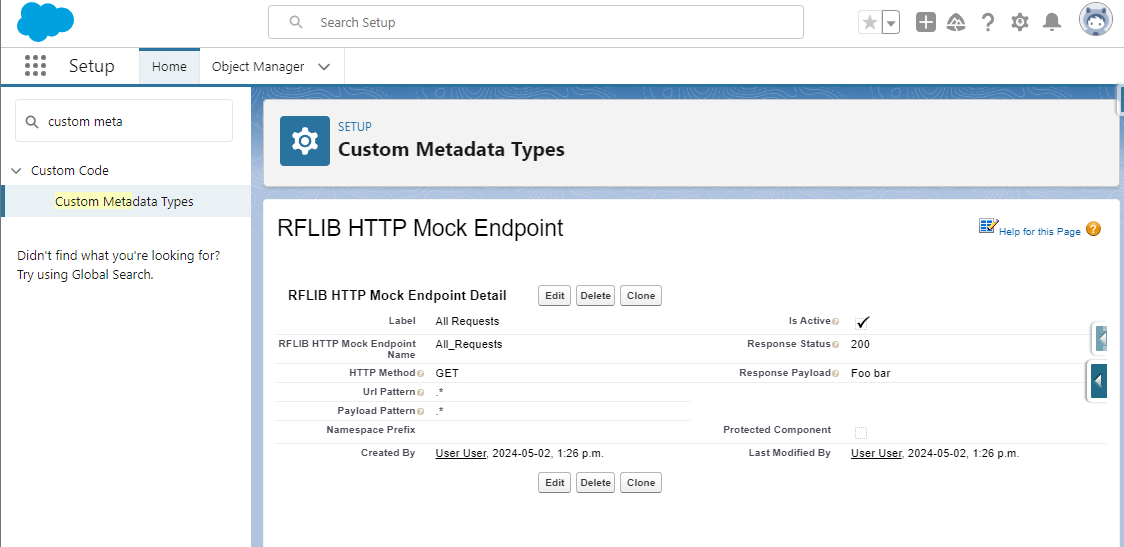 Search Setup
Setup
Home
Object Manager
custom meta
Custom Code
Custom Metadata Types
Didn't find what you're looking for?
Try using Global Search.
SETUP
Custom Metadata Types
RFLIB HTTP Mock Endpoint
Help for this Page
RFLIB HTTP Mock Endpoint Detail
Edit
Delete
Clone
Label All Requests
Is Active
RFLIB HTTP Mock Endpoint
Name
All_Requests
Response Status 200
HTTP Method GET
Response Payload Foo bar
Url Pattern .*
Payload Pattern .*
Namespace Prefix
Protected Component
Created By User User, 2024-05-02, 1:26 p.m.
Last Modified By User User, 2024-05-02, 1:26 p.m.
Edit
Delete
Clone